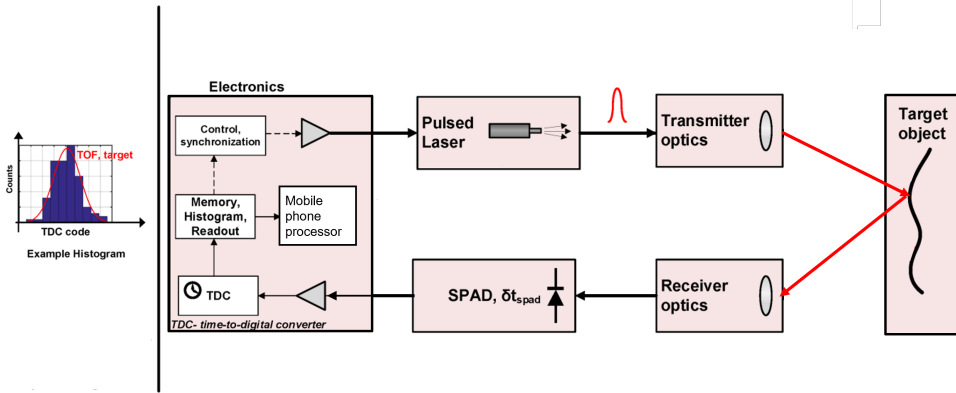 Counts
TOF, target
TDC code
Example Histogram
Electronics
Control,
synchronization
Memory,
Histogram,
Readout
Mobile
phone
processor
TDC
TDC- time-to-digital converter
Pulsed
Laser
Transmitter
optics
Target
object
SPAD, δtspad
Receiver
optics